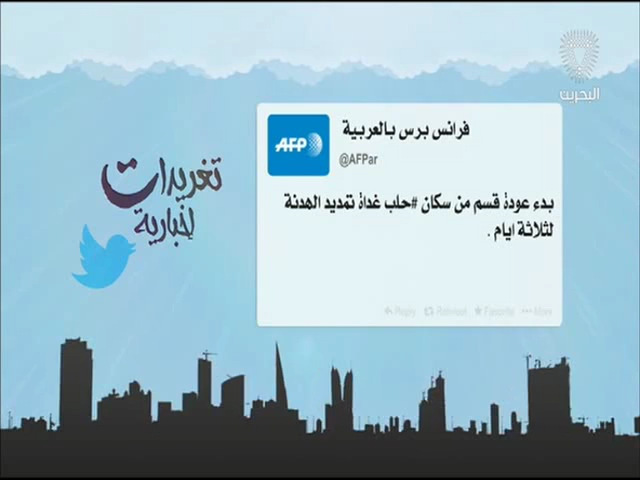 البحرين
فرانس برس بالعربية
AFP
@AFPar
تغريدات
إخبارية
بدء عودة قسم من سكان #حلب غداة تمديد الهدنة
لثلاثة ايام .
Reply Retweet Favorite More